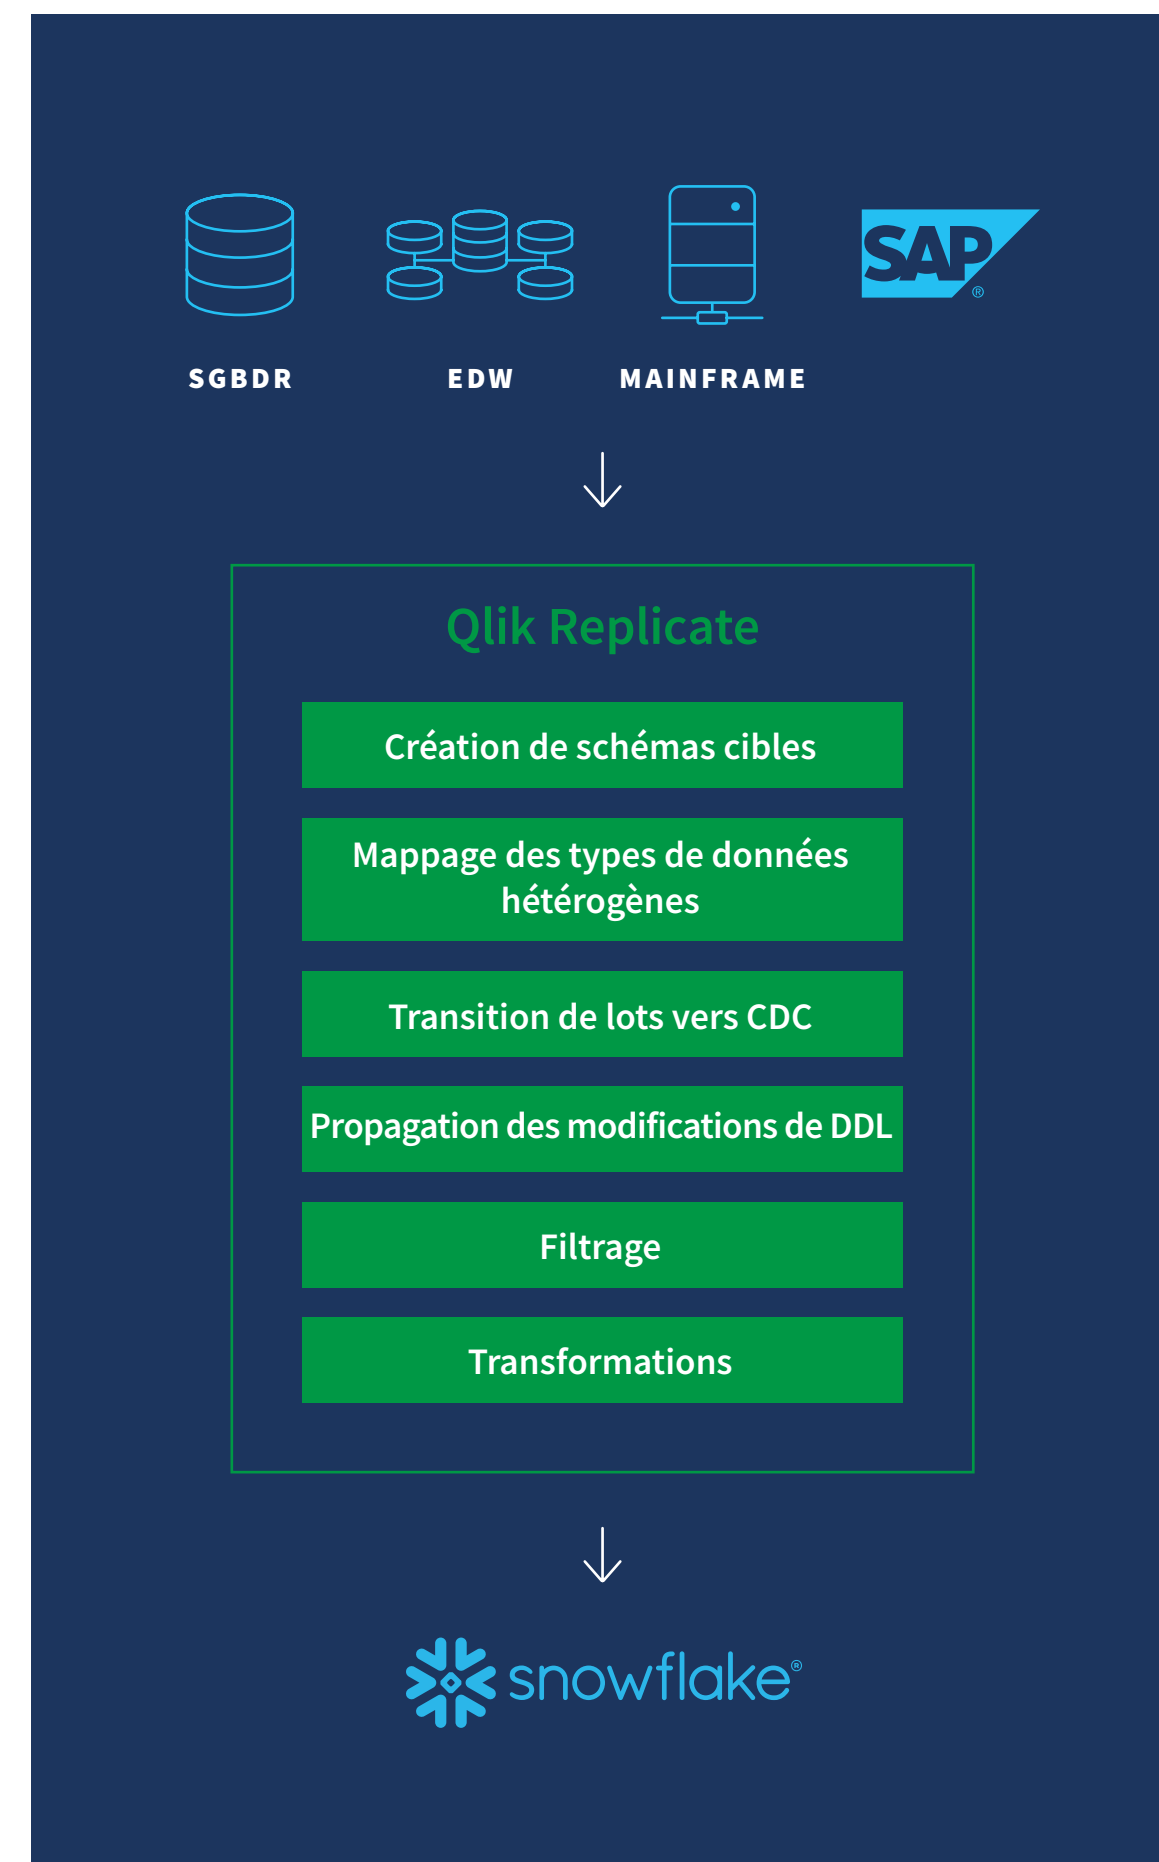 SAP®
SGBDR
EDW
MAINFRAME
Qlik Replicate
Création de schémas cibles
Mappage des types de données
hétérogènes
Transition de lots vers CDC
Propagation des modifications de DDL
Filtrage
Transformations
snowflake®